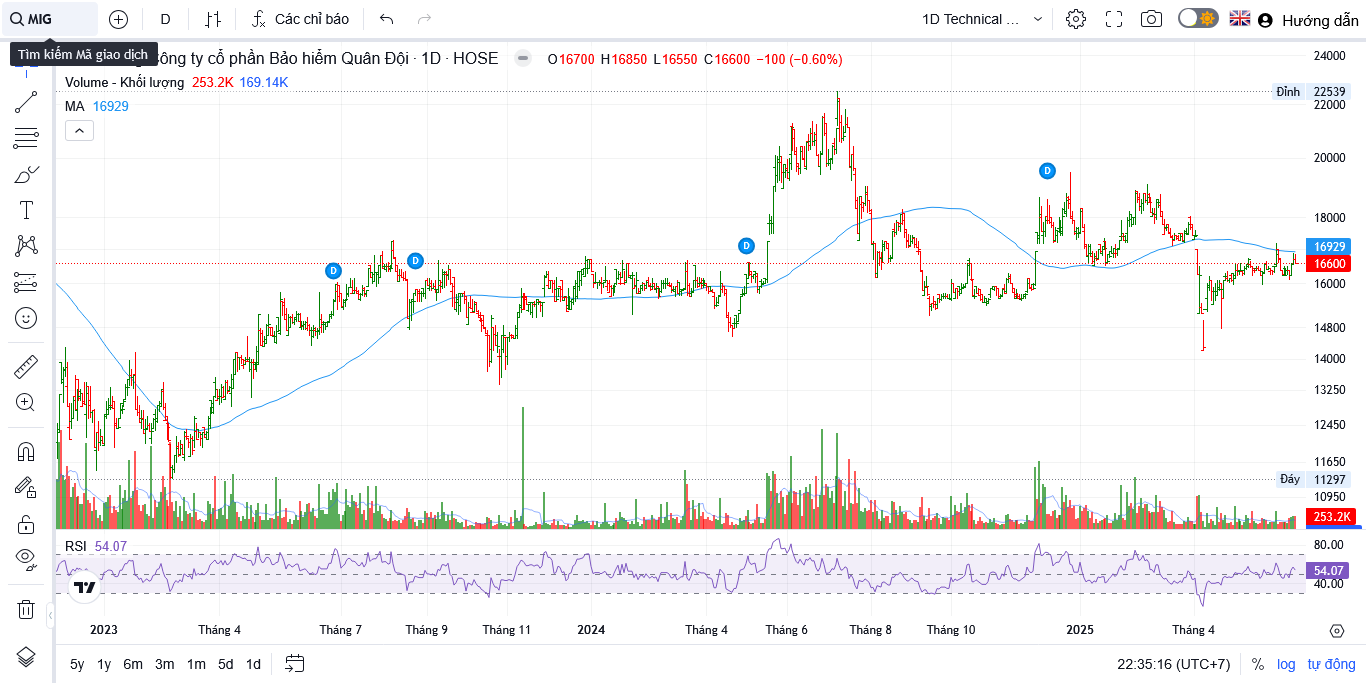 MIG
D
Các chỉ báo
1D Technical ...
Hướng dẫn
Tìm kiếm Mã giao dịch
ông ty cổ phần Bảo hiểm Quân Đội · 1D · HOSE
O16700 H16850 L16550 C16600 −100 (−0.60%)
Volume - Khối lượng 253.2K 169.14K
MA 16929
24000
Đỉnh 22539
22000
20000
18000
16929
16600
16000
14800
14000
13250
12450
11650
Đáy 11297
10950
253.2K
D
D
D
D
RSI 54.07
80.00
54.07
40.00
2023 Tháng 4 Tháng 7 Tháng 9 Tháng 11 2024 Tháng 4 Tháng 6 Tháng 8 Tháng 10 2025 Tháng 4
5y 1y 6m 3m 1m 5d 1d
22:35:16 (UTC+7) % log tự động